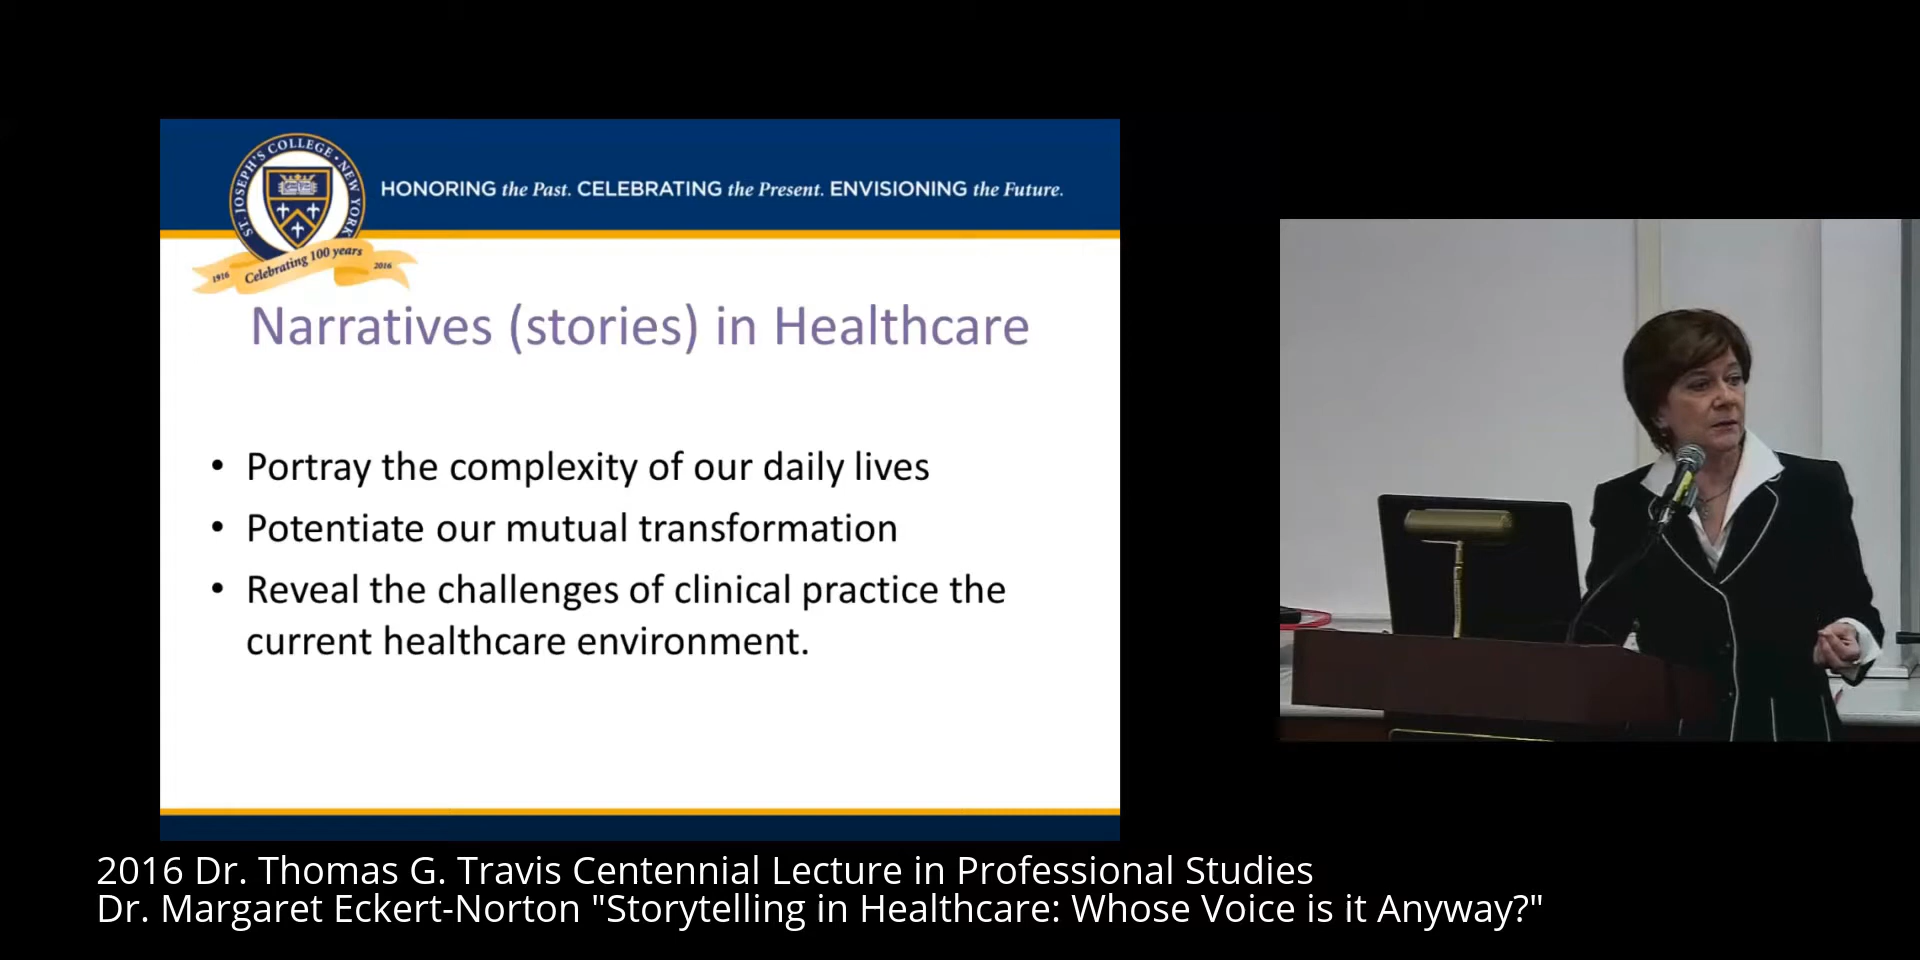 ST. JOSEPH'S COLLEGE • NEW YORK
HONORING the Past. CELEBRATING the Present. ENVISIONING the Future.
1916 Celebrating 100 years 2016
Narratives (stories) in Healthcare
• Portray the complexity of our daily lives
• Potentiate our mutual transformation
• Reveal the challenges of clinical practice the
current healthcare environment.
2016 Dr. Thomas G. Travis Centennial Lecture in Professional Studies
Dr. Margaret Eckert-Norton "Storytelling in Healthcare: Whose Voice is it Anyway?"